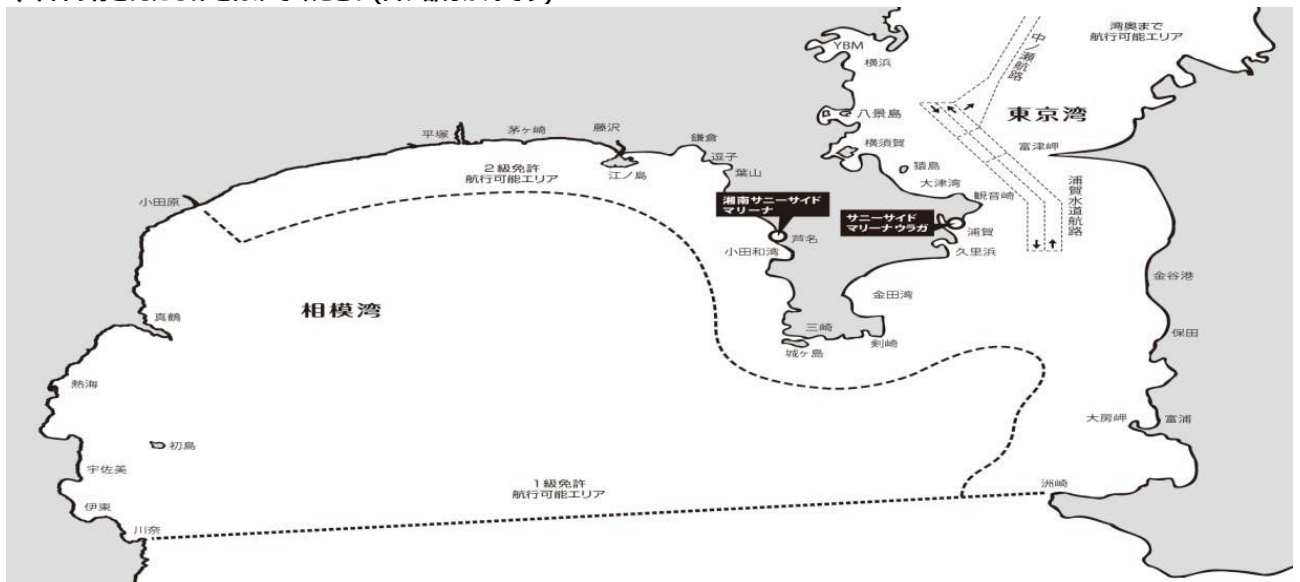 湾奥まで
航行可能エリア
YBM
横浜
中ノ瀬航路
八景島
東京湾
平塚
茅ヶ崎
藤沢
鎌倉
逗子
葉山
江ノ島
横須賀
猿島
大津湾
富津岬
観音崎
浦賀水道航路
2級免許
航行可能エリア
小田原
湘南サニーサイド
マリーナ
芦名
小田和湾
サニーサイド
マリーナウラガ
浦賀
久里浜
金谷港
金田湾
相模湾
真鶴
三崎
剣崎
城ヶ島
保田
熱海
大房岬
富浦
初島
宇佐美
1級免許
航行可能エリア
洲崎
伊東
川奈